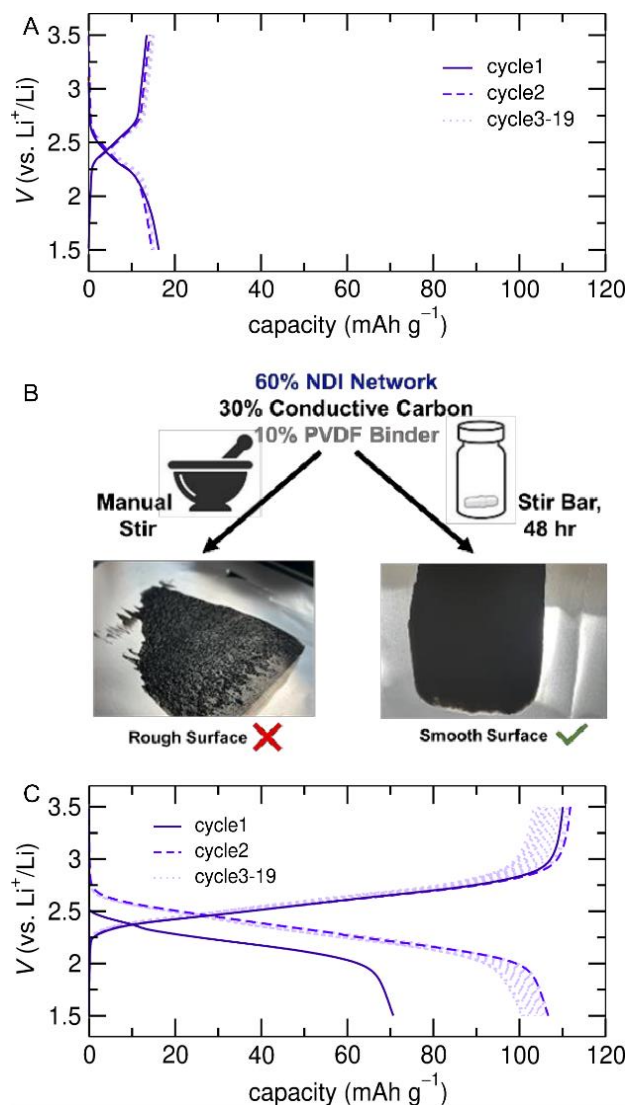 A
3.5
3
2.5
2
1.5
V (vs. Li⁺/Li)
cycle1
cycle2
cycle3-19
0 20 40 60 80 100 120
capacity (mAh g⁻¹)
B
60% NDI Network
30% Conductive Carbon
10% PVDF Binder
Manual
Stir
Stir Bar,
48 hr
Rough Surface
Smooth Surface
C
3.5
3
2.5
2
1.5
V (vs. Li⁺/Li)
cycle1
cycle2
cycle3-19
0 20 40 60 80 100 120
capacity (mAh g⁻¹)